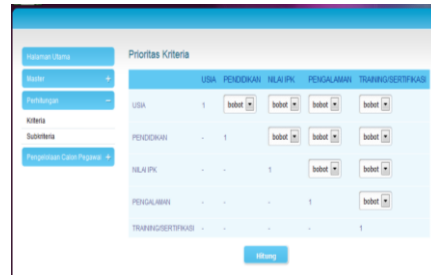 Halaman Utama
Master +
Perhitungan –
Kriteria
Subkriteria
Pengelolaan Calon Pegawai +
Prioritas Kriteria
USIA PENDIDIKAN NILAI IPK PENGALAMAN TRAINING/SERTIFIKASI
USIA 1 bobot bobot bobot bobot
PENDIDIKAN - 1 bobot bobot bobot
NILAI IPK - - 1 bobot bobot
PENGALAMAN - - - 1 bobot
TRAINING/SERTIFIKASI - - - - 1
Hitung